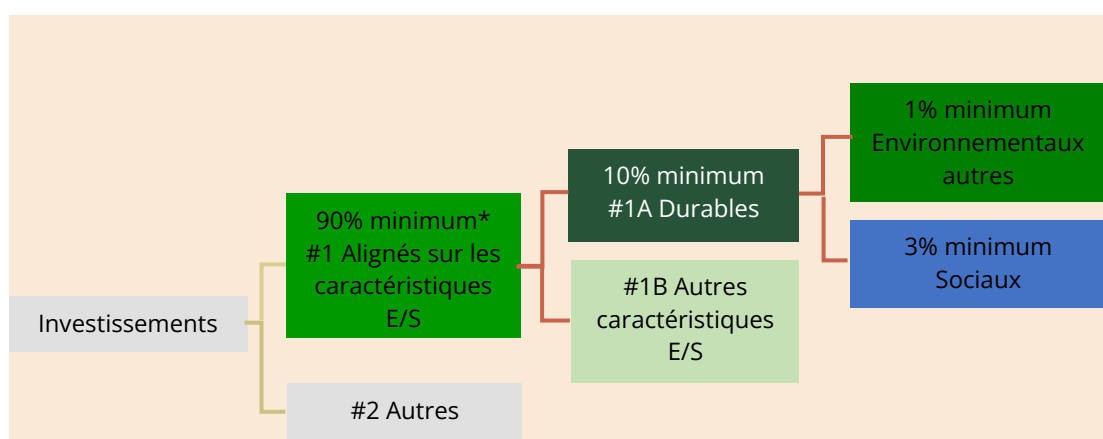 Investissements
90% minimum*
#1 Alignés sur les
caractéristiques
E/S
#2 Autres
10% minimum
#1A Durables
#1B Autres
caractéristiques
E/S
1% minimum
Environnementaux
autres
3% minimum
Sociaux